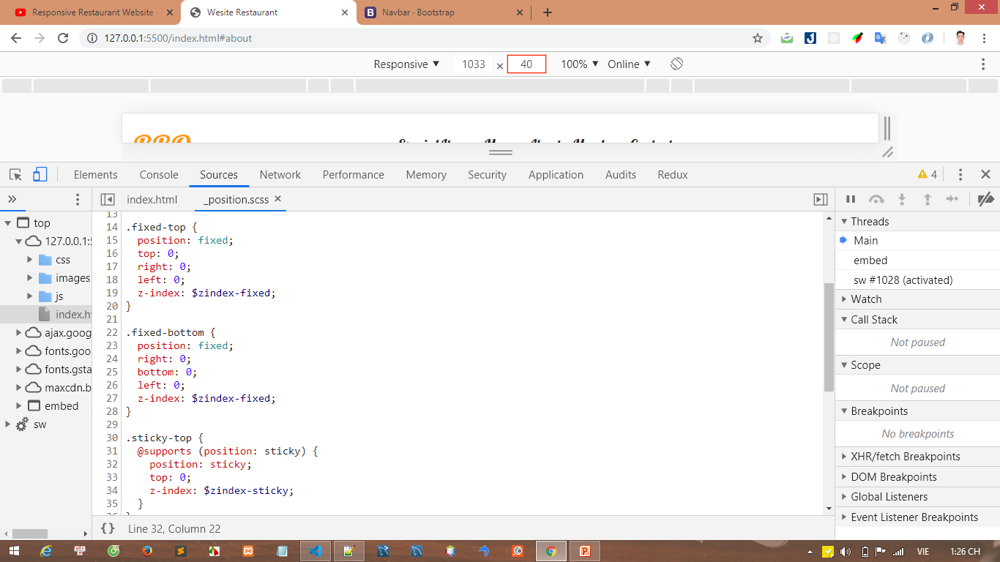 Responsive Restaurant Website
Wesite Restaurant
Navbar · Bootstrap
127.0.0.1:5500/index.html#about
Responsive ▼ 1033 × 40 100% ▼ Online ▼
BBQ
Elements Console Sources Network Performance Memory Security Application Audits Redux 4
index.html _position.scss ×
top
127.0.0.1:5
css
images
js
index.h
ajax.goog
fonts.goo
fonts.gsta
maxcdn.b
embed
sw
13
14 .fixed-top {
15 position: fixed;
16 top: 0;
17 right: 0;
18 left: 0;
19 z-index: $zindex-fixed;
20 }
21
22 .fixed-bottom {
23 position: fixed;
24 right: 0;
25 bottom: 0;
26 left: 0;
27 z-index: $zindex-fixed;
28 }
29
30 .sticky-top {
31 @supports (position: sticky) {
32 position: sticky;
33 top: 0;
34 z-index: $zindex-sticky;
35 }
36 }
{} Line 32, Column 22
Threads
Main
embed
sw #1028 (activated)
Watch
Call Stack
Not paused
Scope
Not paused
Breakpoints
No breakpoints
XHR/fetch Breakpoints
DOM Breakpoints
Global Listeners
Event Listener Breakpoints
VIE 1:26 CH